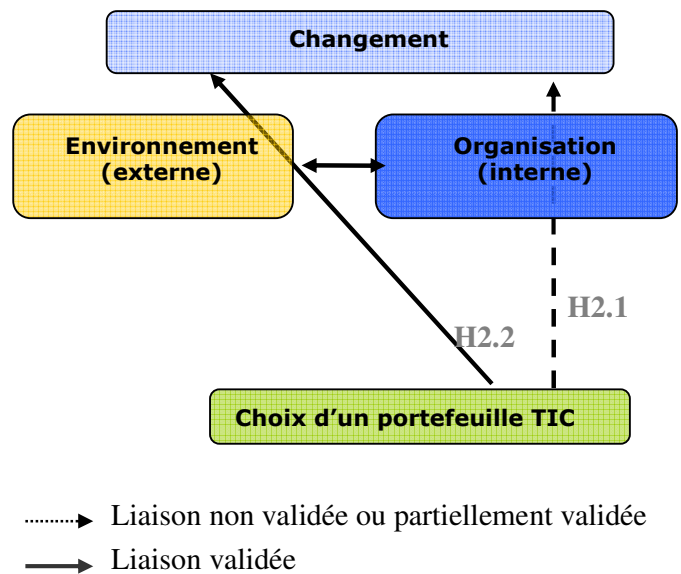 Changement
Environnement
(externe)
Organisation
(interne)
H2.1
H2.2
Choix d’un portefeuille TIC
Liaison non validée ou partiellement validée
Liaison validée